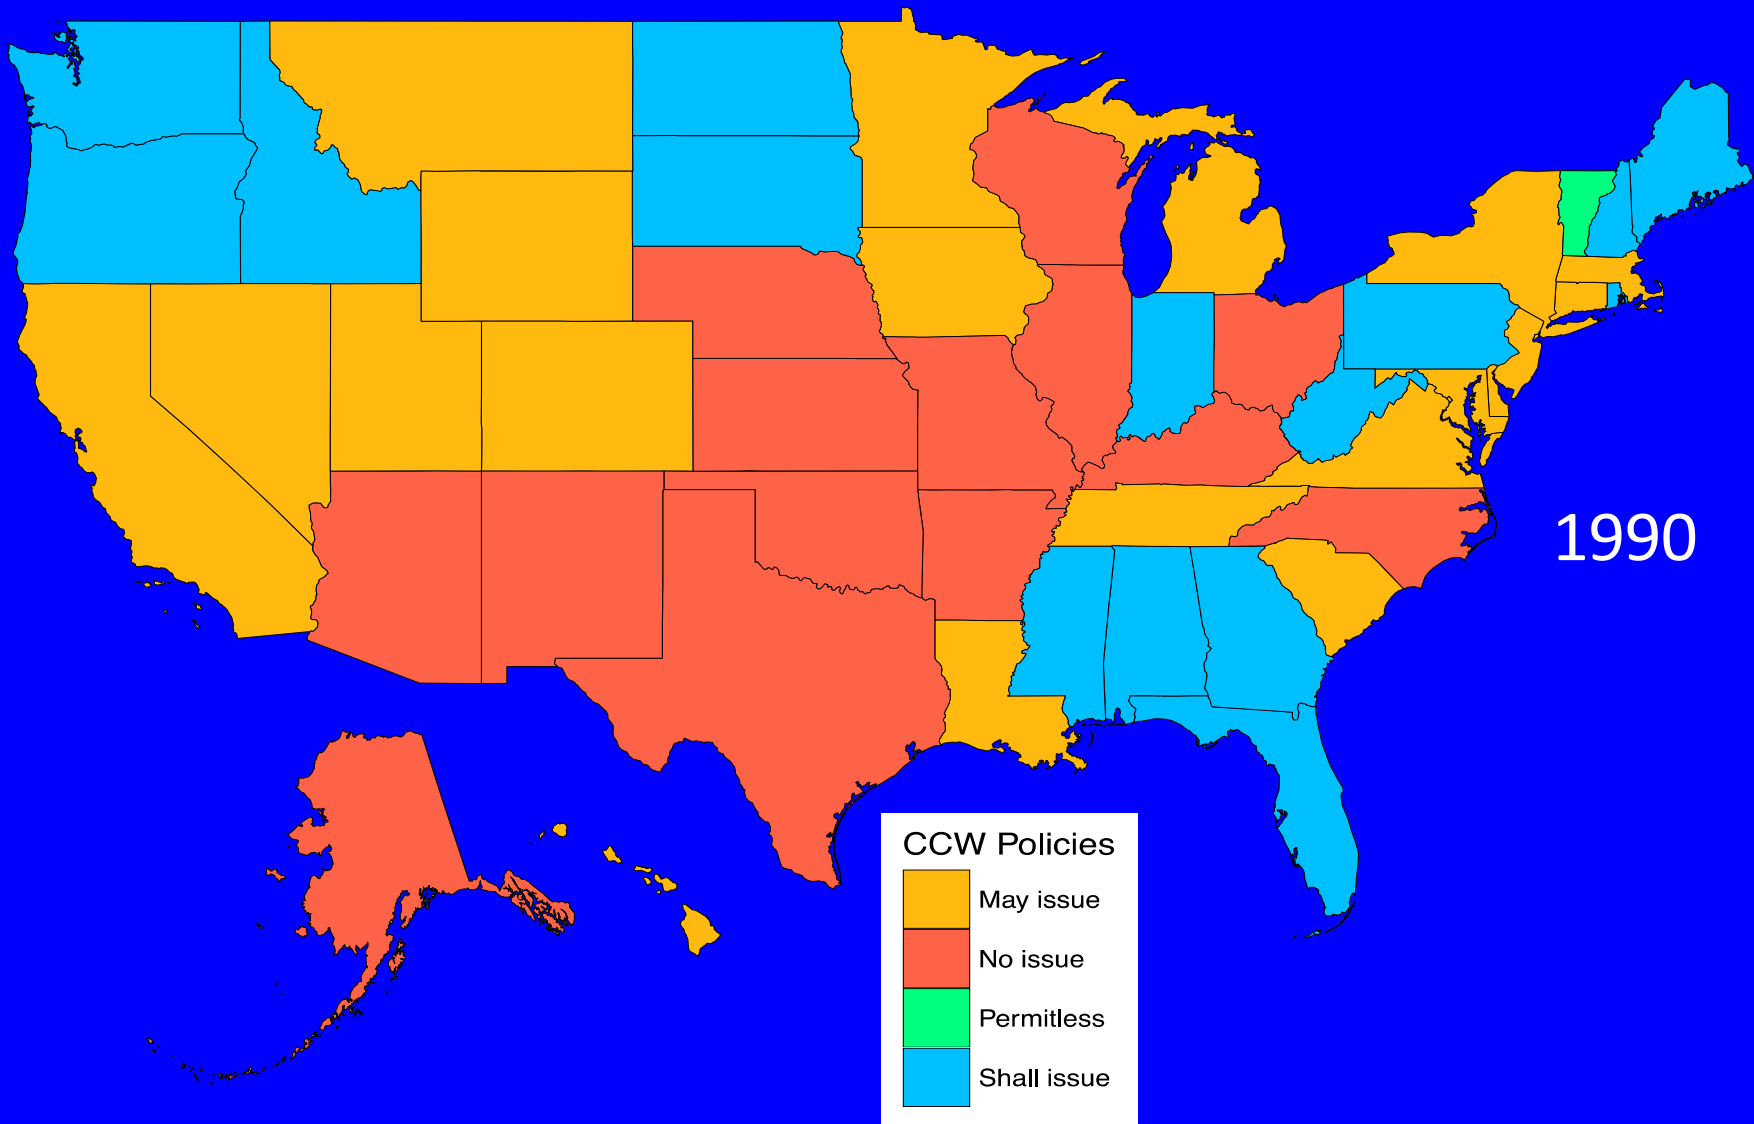 1990
CCW Policies
May issue
No issue
Permitless
Shall issue